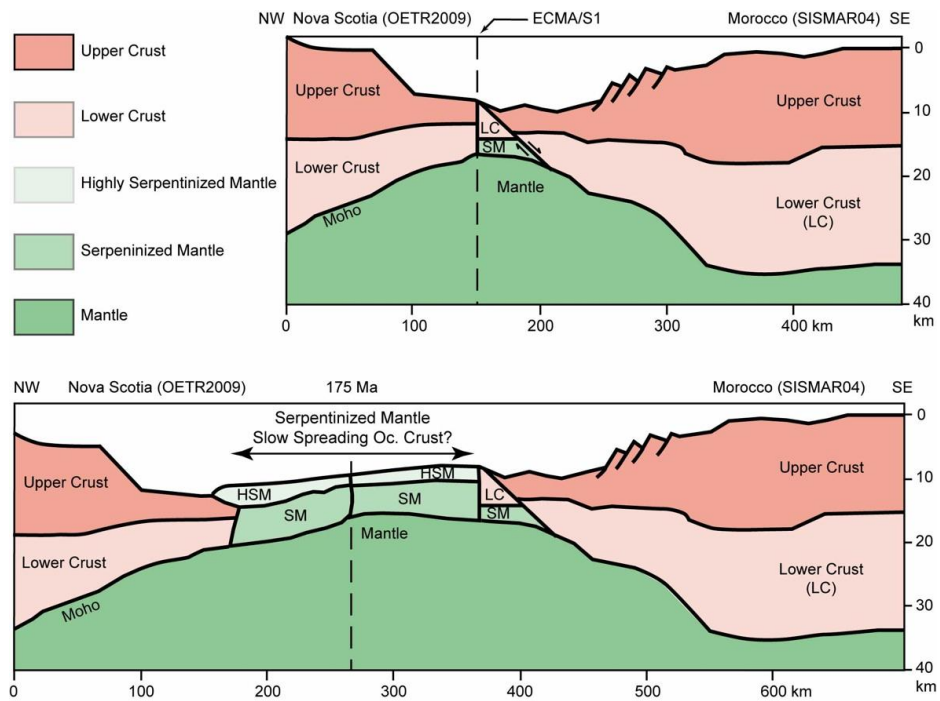 NW Nova Scotia (OETR2009)
ECMA/S1
Morocco (SISMAR04) SE
Upper Crust
Lower Crust
Highly Serpentinized Mantle
Serpeninized Mantle
Mantle
Upper Crust
Lower Crust
Moho
LC
SM
Mantle
Upper Crust
Lower Crust
(LC)
0
10
20
30
40
km
0 100 200 300 400 km
NW Nova Scotia (OETR2009) 175 Ma Morocco (SISMAR04) SE
Serpentinized Mantle
Slow Spreading Oc. Crust?
Upper Crust
Lower Crust
Moho
HSM
SM
HSM
SM
Mantle
LC
SM
Upper Crust
Lower Crust
(LC)
0
10
20
30
40
km
0 100 200 300 400 500 600 km